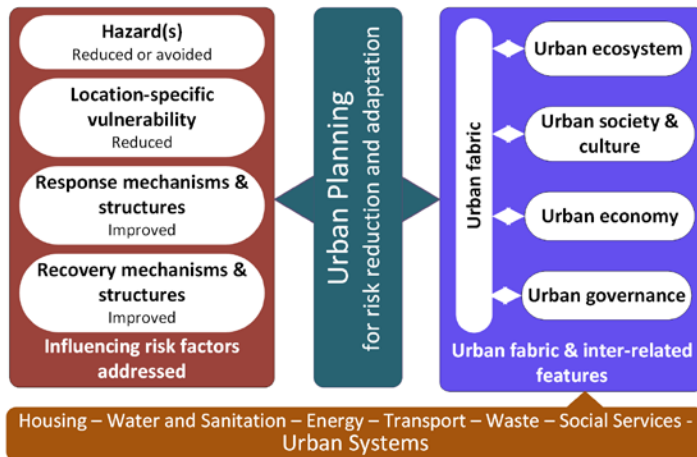 Hazard(s)
Reduced or avoided
Location-specific
vulnerability
Reduced
Response mechanisms &
structures
Improved
Recovery mechanisms &
structures
Improved
Influencing risk factors
addressed
Urban Planning
for risk reduction and adaptation
Urban fabric
Urban ecosystem
Urban society &
culture
Urban economy
Urban governance
Urban fabric & inter-related
features
Housing – Water and Sanitation – Energy – Transport – Waste – Social Services -
Urban Systems